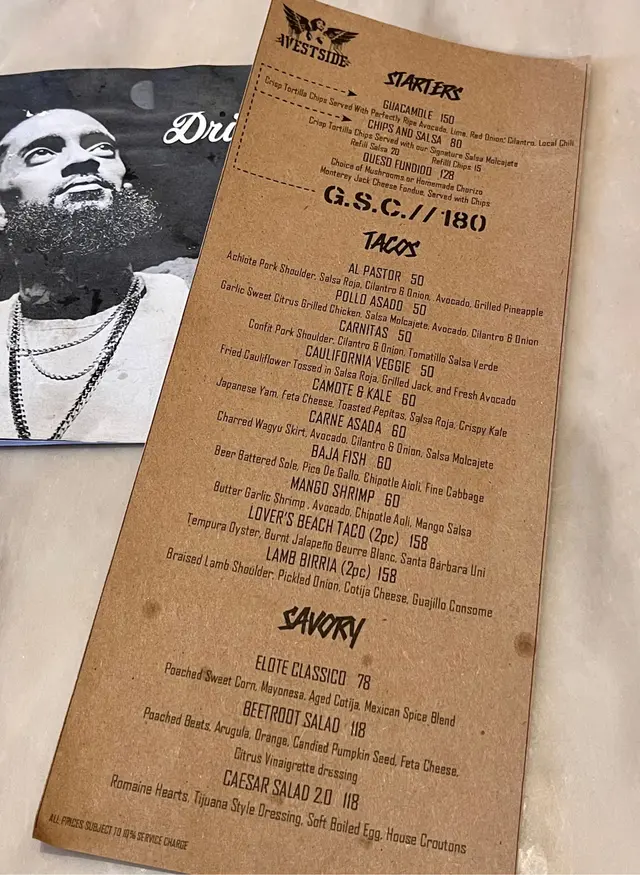 Dri
WESTSIDE
STARTERS
GUACAMOLE 150
Crisp Tortilla Chips Served With Perfectly Ripe Avocado, Lime, Red Onion, Cilantro, Local Chili
CHIPS AND SALSA 80
Crisp Tortilla Chips Served with our Signature Salsa Molcajete
Refill Salsa 20 Refilll Chips 15
QUESO FUNDIDO 128
Choice of Mushrooms or Homemade Chorizo
Monterey Jack Cheese Fondue, Served with Chips
G.S.C.// 180
TACOS
AL PASTOR 50
Achiote Pork Shoulder, Salsa Roja, Cilantro & Onion, Avocado, Grilled Pineapple
POLLO ASADO 50
Garlic Sweet Citrus Grilled Chicken, Salsa Molcajete, Avocado, Cilantro & Onion
CARNITAS 50
Confit Pork Shoulder, Cilantro & Onion, Tomatillo Salsa Verde
CAULIFORNIA VEGGIE 50
Fried Cauliflower Tossed in Salsa Roja, Grilled Jack, and Fresh Avocado
CAMOTE & KALE 60
Japanese Yam, Feta Cheese, Toasted Pepitas, Salsa Roja, Crispy Kale
CARNE ASADA 60
Charred Wagyu Skirt, Avocado, Cilantro & Onion, Salsa Molcajete
BAJA FISH 60
Beer Battered Sole, Pico De Gallo, Chipotle Aioli, Fine Cabbage
MANGO SHRIMP 60
Butter Garlic Shrimp, Avocado, Chipotle Aoli, Mango Salsa
LOVER'S BEACH TACO (2pc) 158
Tempura Oyster, Burnt Jalapeño Beurre Blanc, Santa Bárbara Uni
LAMB BIRRIA (2pc) 158
Braised Lamb Shoulder, Pickled Onion, Cotija Cheese, Guajillo Consome
SAVORY
ELOTE CLASSICO 78
Poached Sweet Corn, Mayonesa, Aged Cotija, Mexican Spice Blend
BEETROOT SALAD 118
Poached Beets, Arugula, Orange, Candied Pumpkin Seed, Feta Cheese,
Citrus Vinaigrette dressing
CAESAR SALAD 2.0 118
Romaine Hearts, Tijuana Style Dressing, Soft Boiled Egg, House Croutons
ALL PRICES SUBJECT TO 10% SERVICE CHARGE